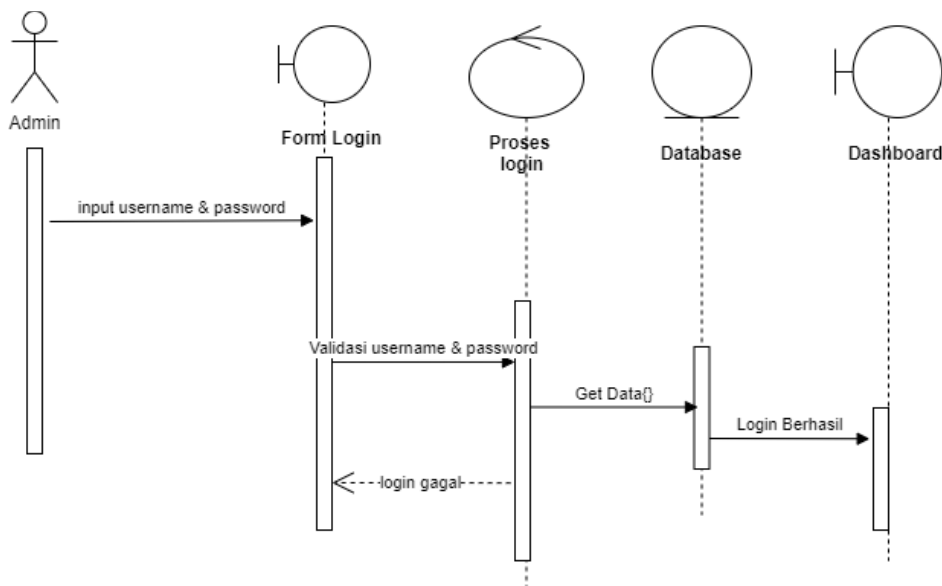 Admin
Form Login
Proses
login
Database
Dashboard
input username & password
Validasi username & password
Get Data{}
Login Berhasil
login gagal